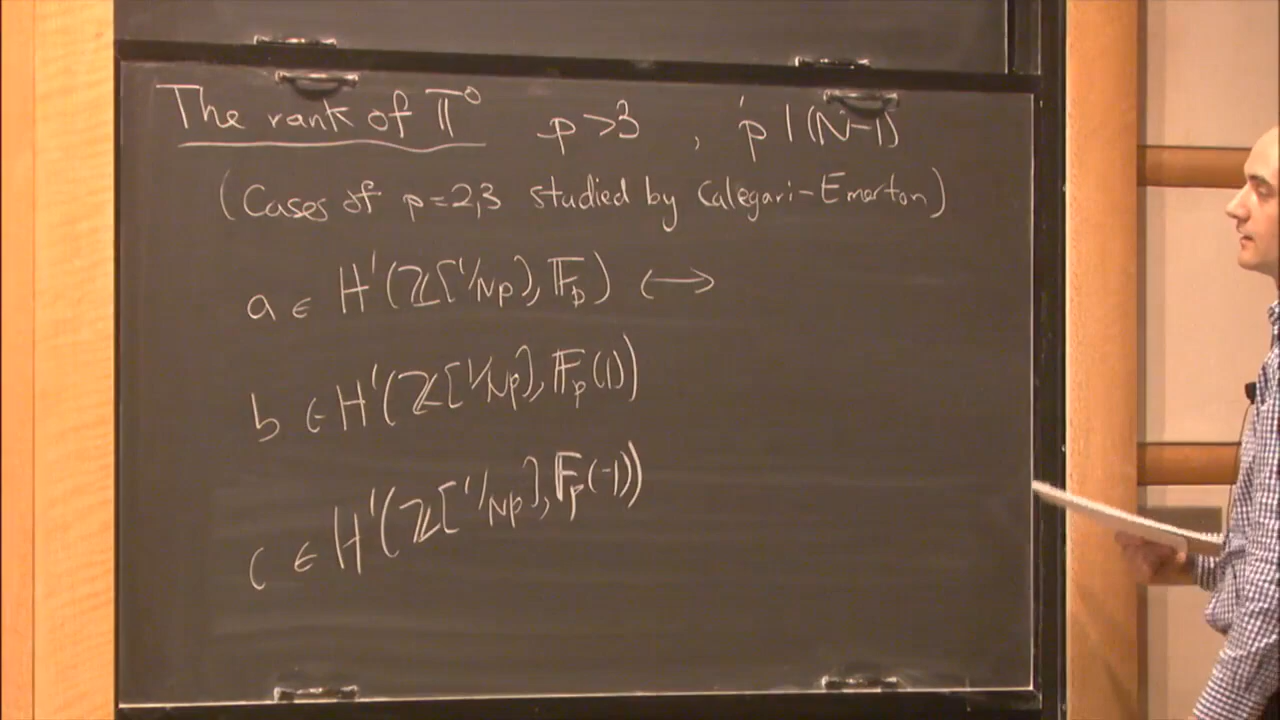 The rank of 𝕋⁰ p > 3 , p | (N-1)
(Cases of p=2,3 studied by Calegari-Emerton)
a ∈ H¹(ℤ[1/Np], 𝔽ₚ) ↔
b ∈ H¹(ℤ[1/Np], 𝔽ₚ(1))
c ∈ H¹(ℤ[1/Np], 𝔽ₚ(-1))